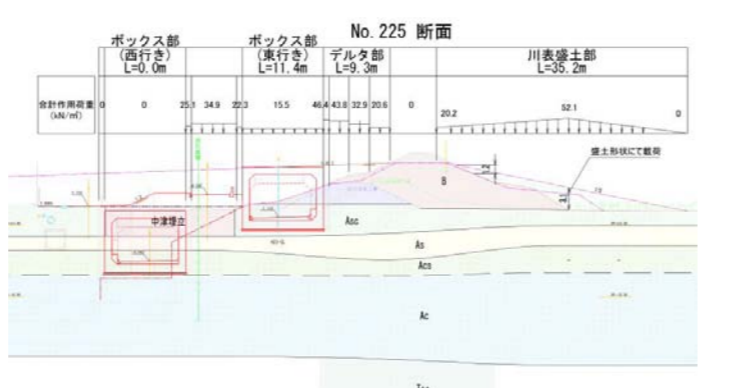 No.225 断面
ボックス部
(西行き)
L=0.0m
ボックス部
(東行き)
L=11.4m
デルタ部
L=9.3m
川表盛土部
L=35.2m
合計作用荷重
(kN/㎡)
0 0 25.1 34.9 22.3 15.5 46.4 43.8 32.9 20.6 0 20.2 52.1 0
盛土形状にて載荷
B
中津埋立
Asc
As
Acs
Ac